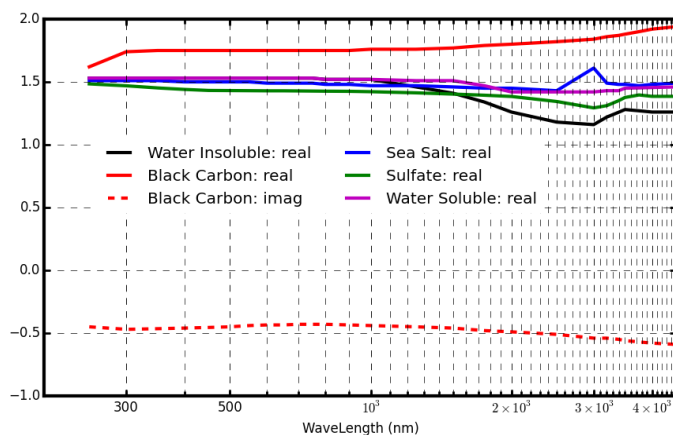 2.0
1.5
1.0
0.5
0.0
−0.5
−1.0
Water Insoluble: real
Black Carbon: real
Black Carbon: imag
Sea Salt: real
Sulfate: real
Water Soluble: real
300 500 10³ 2 × 10³ 3 × 10³ 4 × 10³
WaveLength (nm)